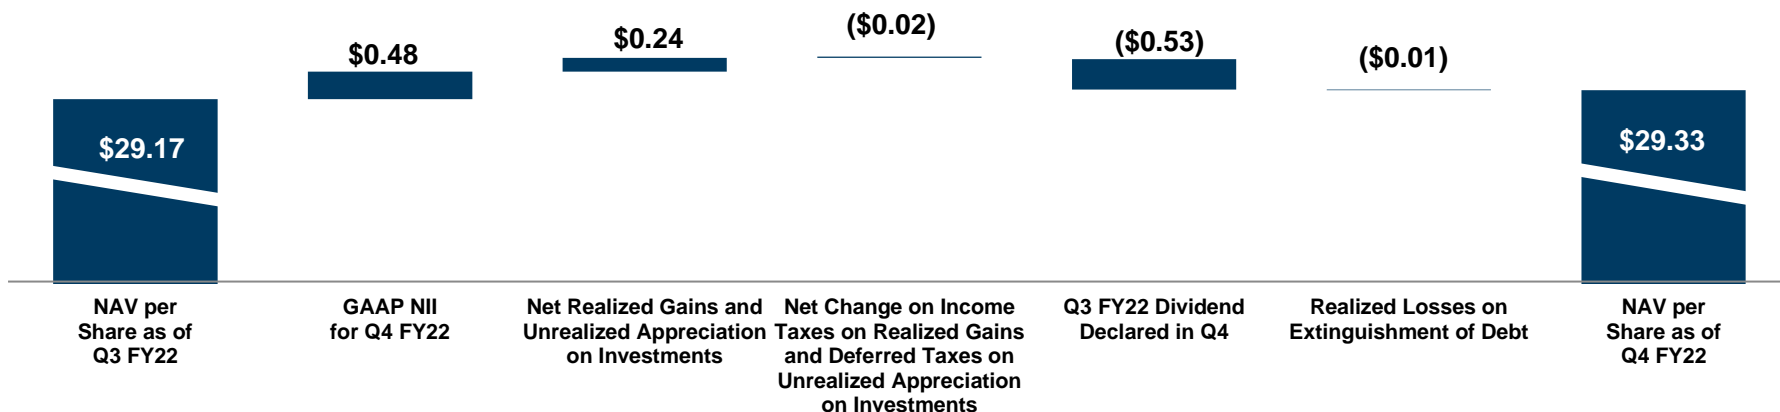 $29.17
$0.48
$0.24
($0.02)
($0.53)
($0.01)
$29.33
NAV per
Share as of
Q3 FY22
GAAP NII
for Q4 FY22
Net Realized Gains and
Unrealized Appreciation
on Investments
Net Change on Income
Taxes on Realized Gains
and Deferred Taxes on
Unrealized Appreciation
on Investments
Q3 FY22 Dividend
Declared in Q4
Realized Losses on
Extinguishment of Debt
NAV per
Share as of
Q4 FY22